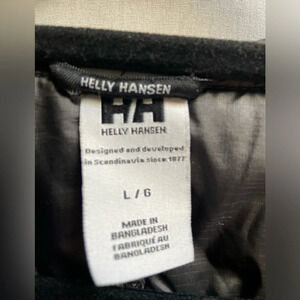 HELLY HANSEN
HH
HELLY HANSEN
Designed and developed
in Scandinavia since 1877
L / G
MADE IN
BANGLADESH
FABRIQUÉ AU
BANGLADESH